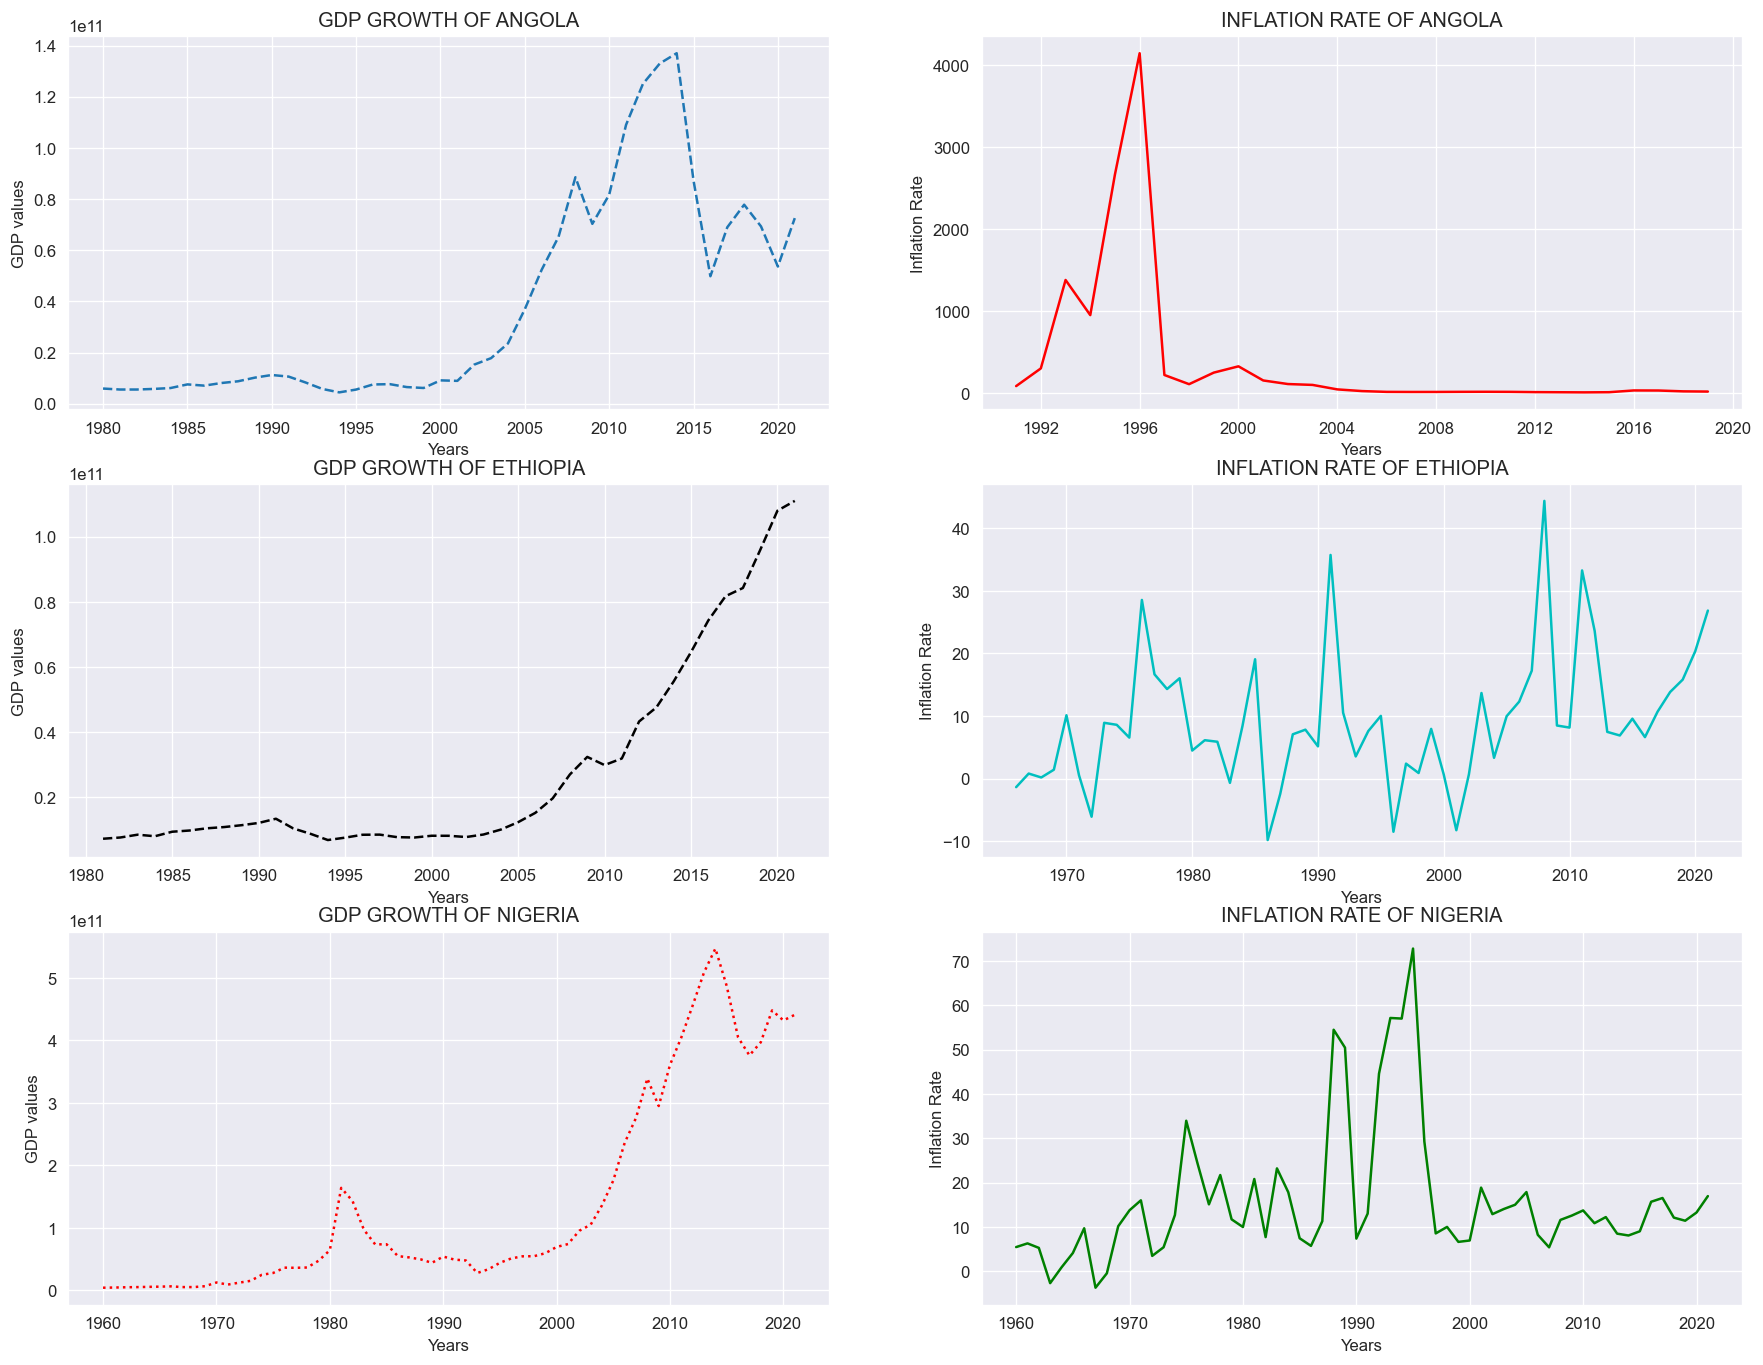 GDP GROWTH OF ANGOLA
1e11
1.4
1.2
1.0
0.8
0.6
0.4
0.2
0.0
GDP values
1980 1985 1990 1995 2000 2005 2010 2015 2020
Years
INFLATION RATE OF ANGOLA
4000
3000
2000
1000
0
Inflation Rate
1992 1996 2000 2004 2008 2012 2016 2020
Years
GDP GROWTH OF ETHIOPIA
1e11
1.0
0.8
0.6
0.4
0.2
GDP values
1980 1985 1990 1995 2000 2005 2010 2015 2020
Years
INFLATION RATE OF ETHIOPIA
40
30
20
10
0
−10
Inflation Rate
1970 1980 1990 2000 2010 2020
Years
GDP GROWTH OF NIGERIA
1e11
5
4
3
2
1
0
GDP values
1960 1970 1980 1990 2000 2010 2020
Years
INFLATION RATE OF NIGERIA
70
60
50
40
30
20
10
0
Inflation Rate
1960 1970 1980 1990 2000 2010 2020
Years